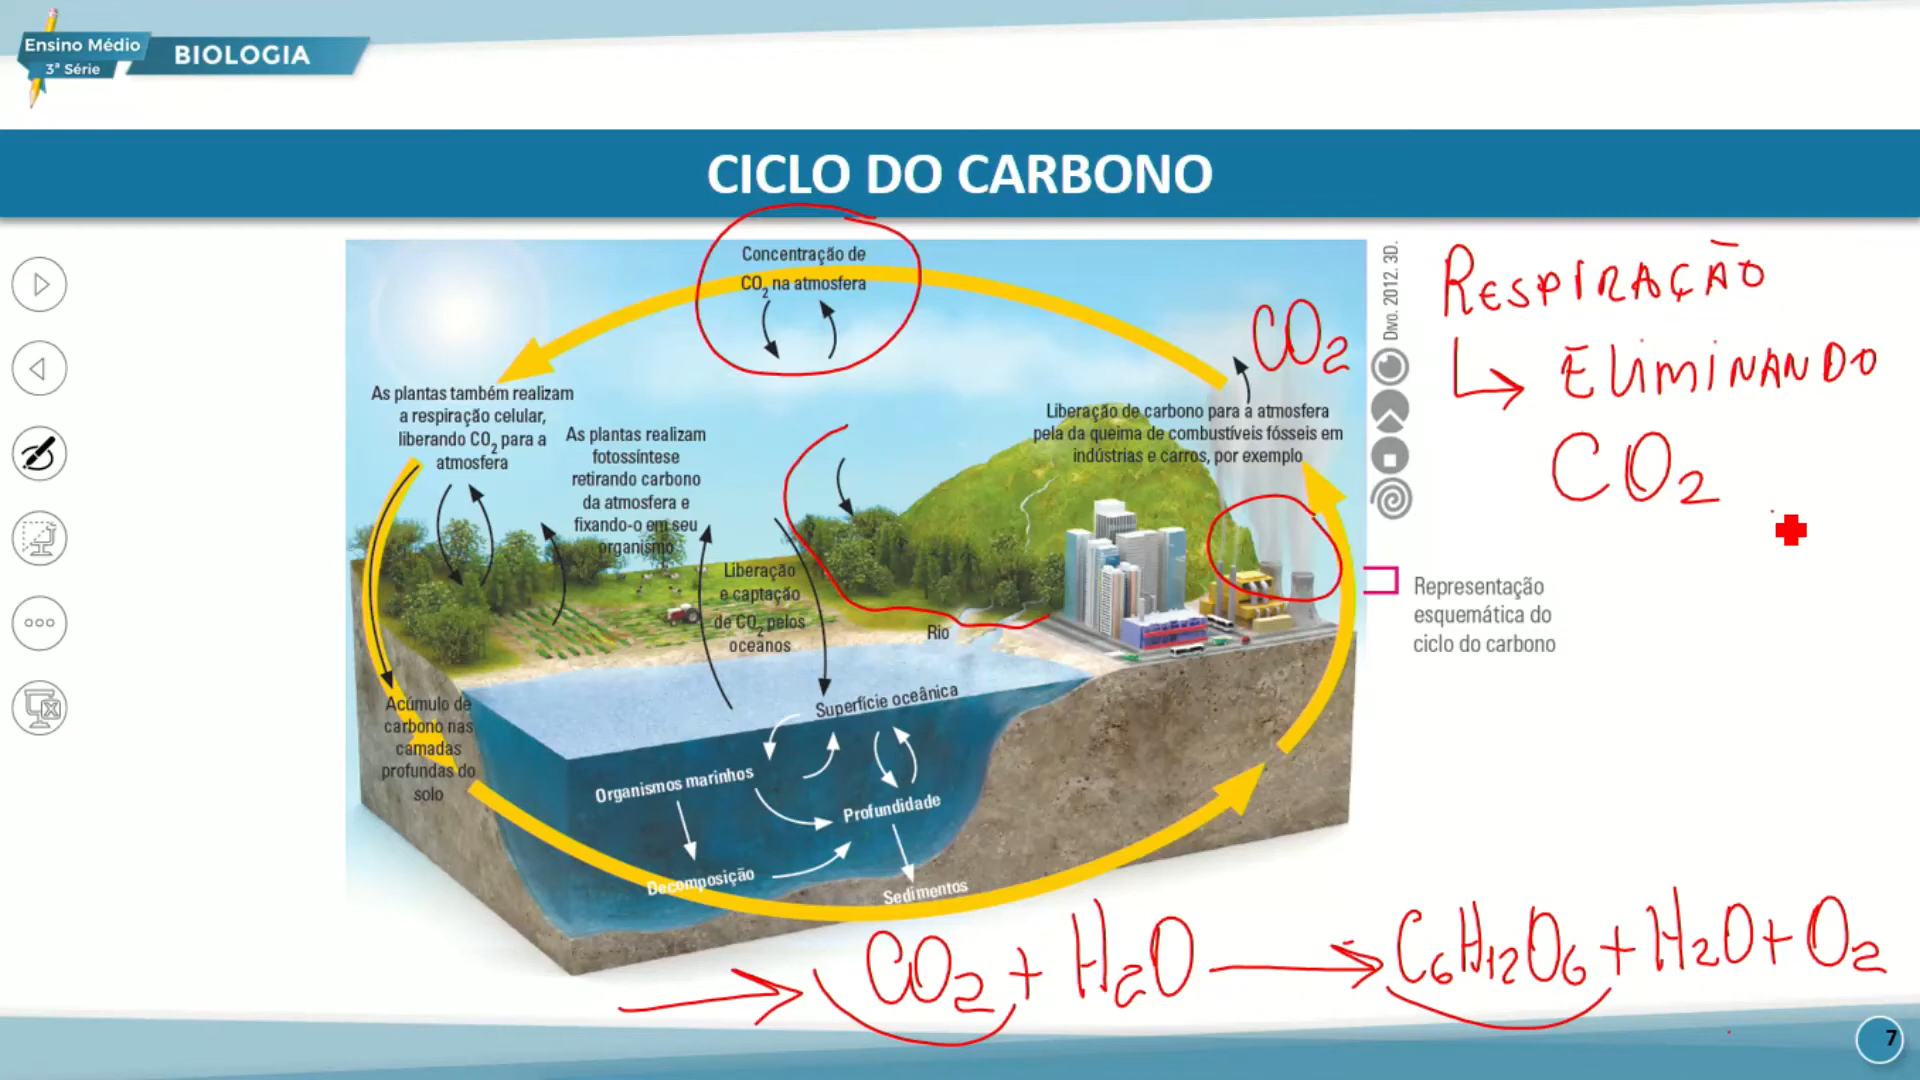 Ensino Médio
3ª Série
BIOLOGIA
CICLO DO CARBONO
Concentração de
CO2 na atmosfera
As plantas também realizam
a respiração celular,
liberando CO2 para a
atmosfera
As plantas realizam
fotossíntese
retirando carbono
da atmosfera e
fixando-o em seu
organismo
Liberação
e captação
de CO2 pelos
oceanos
Rio
CO2
Liberação de carbono para a atmosfera
pela da queima de combustíveis fósseis em
indústrias e carros, por exemplo
Divo. 2012. 3D.
RESPIRAÇÃO
ELIMINANDO
CO2
Representação
esquemática do
ciclo do carbono
Acúmulo de
carbono nas
camadas
profundas do
solo
Superfície oceânica
Organismos marinhos
Profundidade
Decomposição
Sedimentos
CO2 + H2O → C6H12O6 + H2O + O2
7